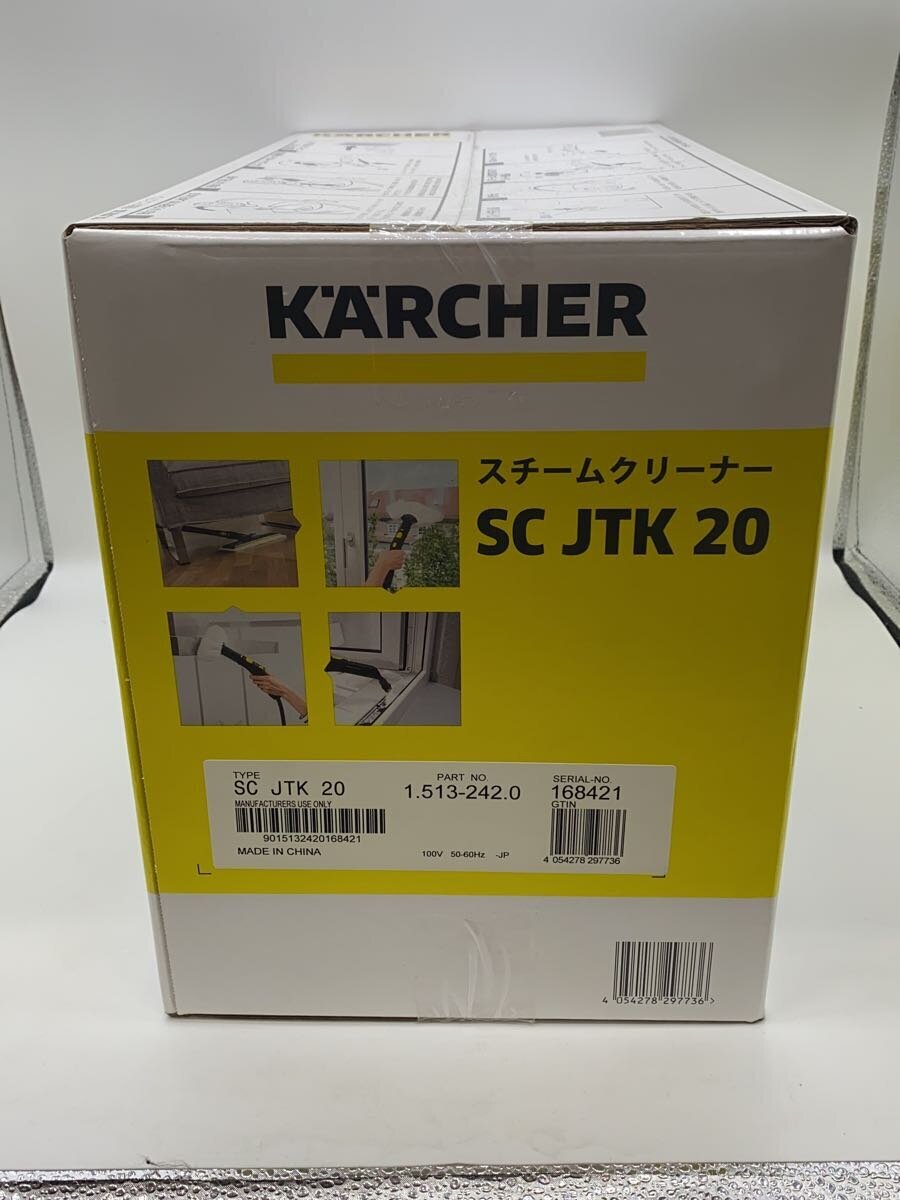 KÄRCHER
KÄRCHER
スチームクリーナー
SC JTK 20
TYPE
SC JTK 20
PART NO.
1.513-242.0
SERIAL-NO.
168421
MANUFACTURERS USE ONLY
GTIN
9015132420168421
MADE IN CHINA
100V 50-60Hz -JP
4 054278 297736
4 054278 297736 >